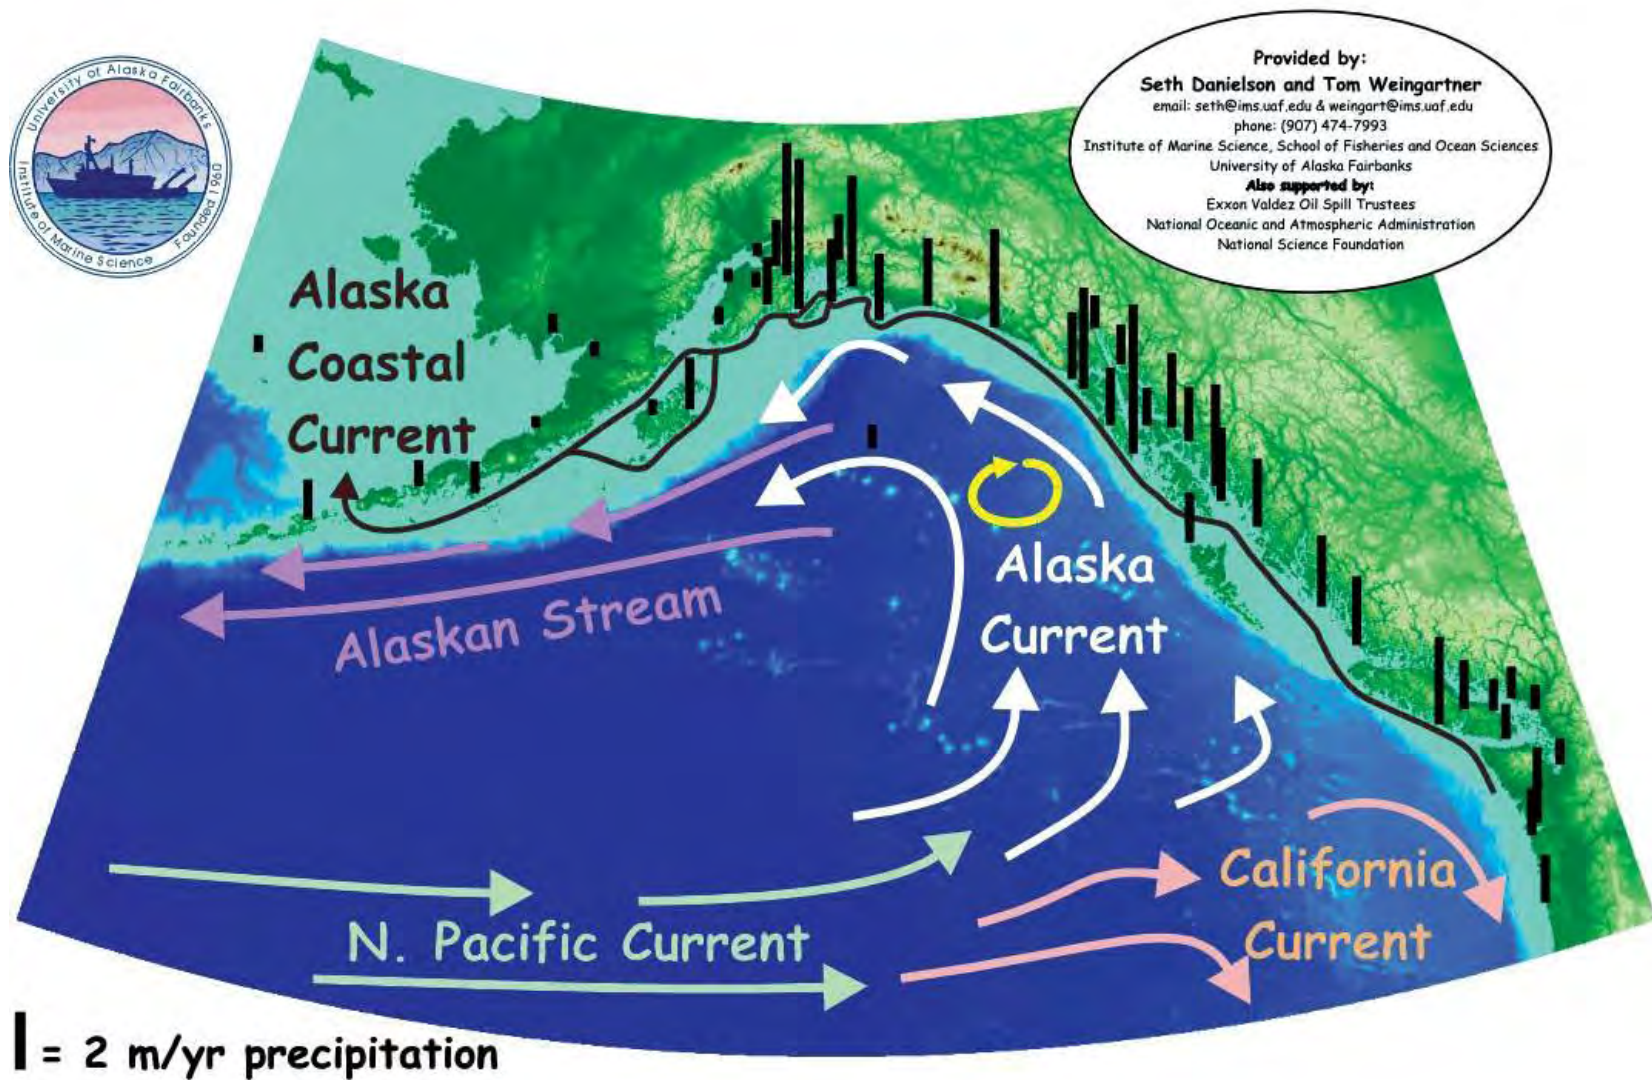 University of Alaska Fairbanks
Institute of Marine Science
Founded 1960
Provided by:
Seth Danielson and Tom Weingartner
email: seth@ims.uaf.edu & weingart@ims.uaf.edu
phone: (907) 474-7993
Institute of Marine Science, School of Fisheries and Ocean Sciences
University of Alaska Fairbanks
Also supported by:
Exxon Valdez Oil Spill Trustees
National Oceanic and Atmospheric Administration
National Science Foundation
Alaska
Coastal
Current
Alaska
Current
Alaskan Stream
California
Current
N. Pacific Current
= 2 m/yr precipitation